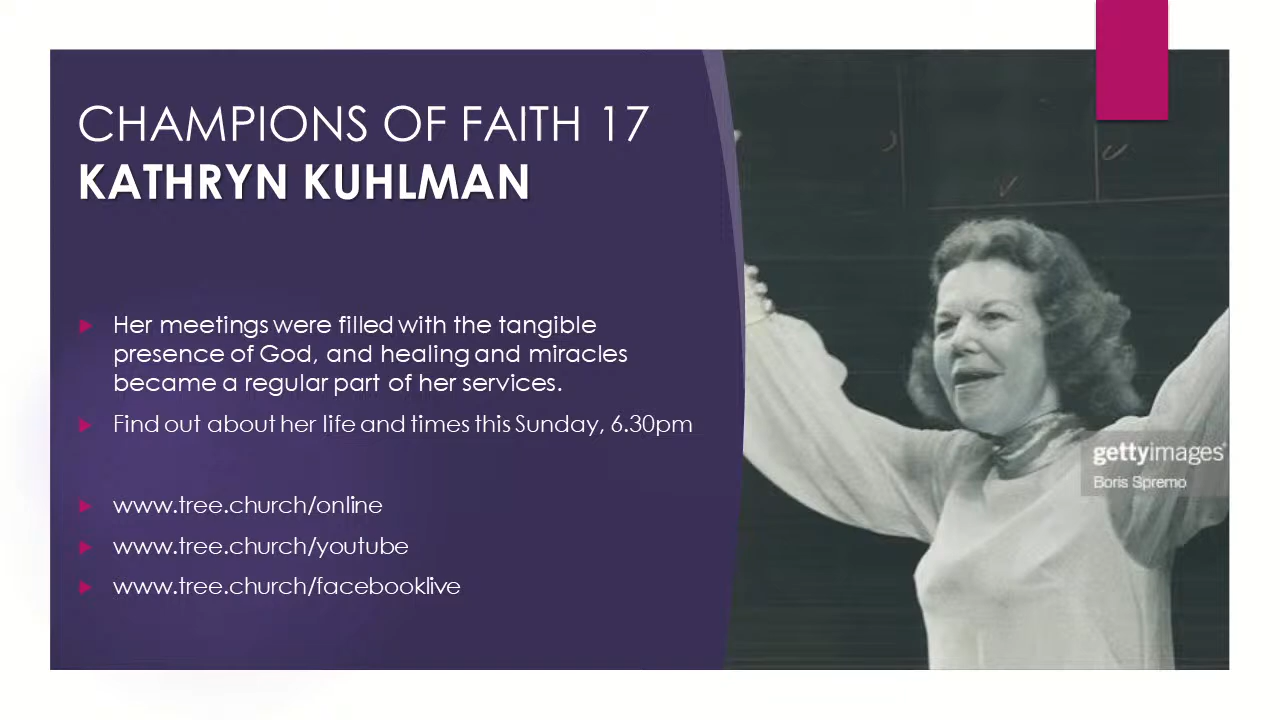 CHAMPIONS OF FAITH 17
KATHRYN KUHLMAN
Her meetings were filled with the tangible
presence of God, and healing and miracles
became a regular part of her services.
Find out about her life and times this Sunday, 6.30pm
www.tree.church/online
www.tree.church/youtube
www.tree.church/facebooklive
gettyimages®
Boris Spremo